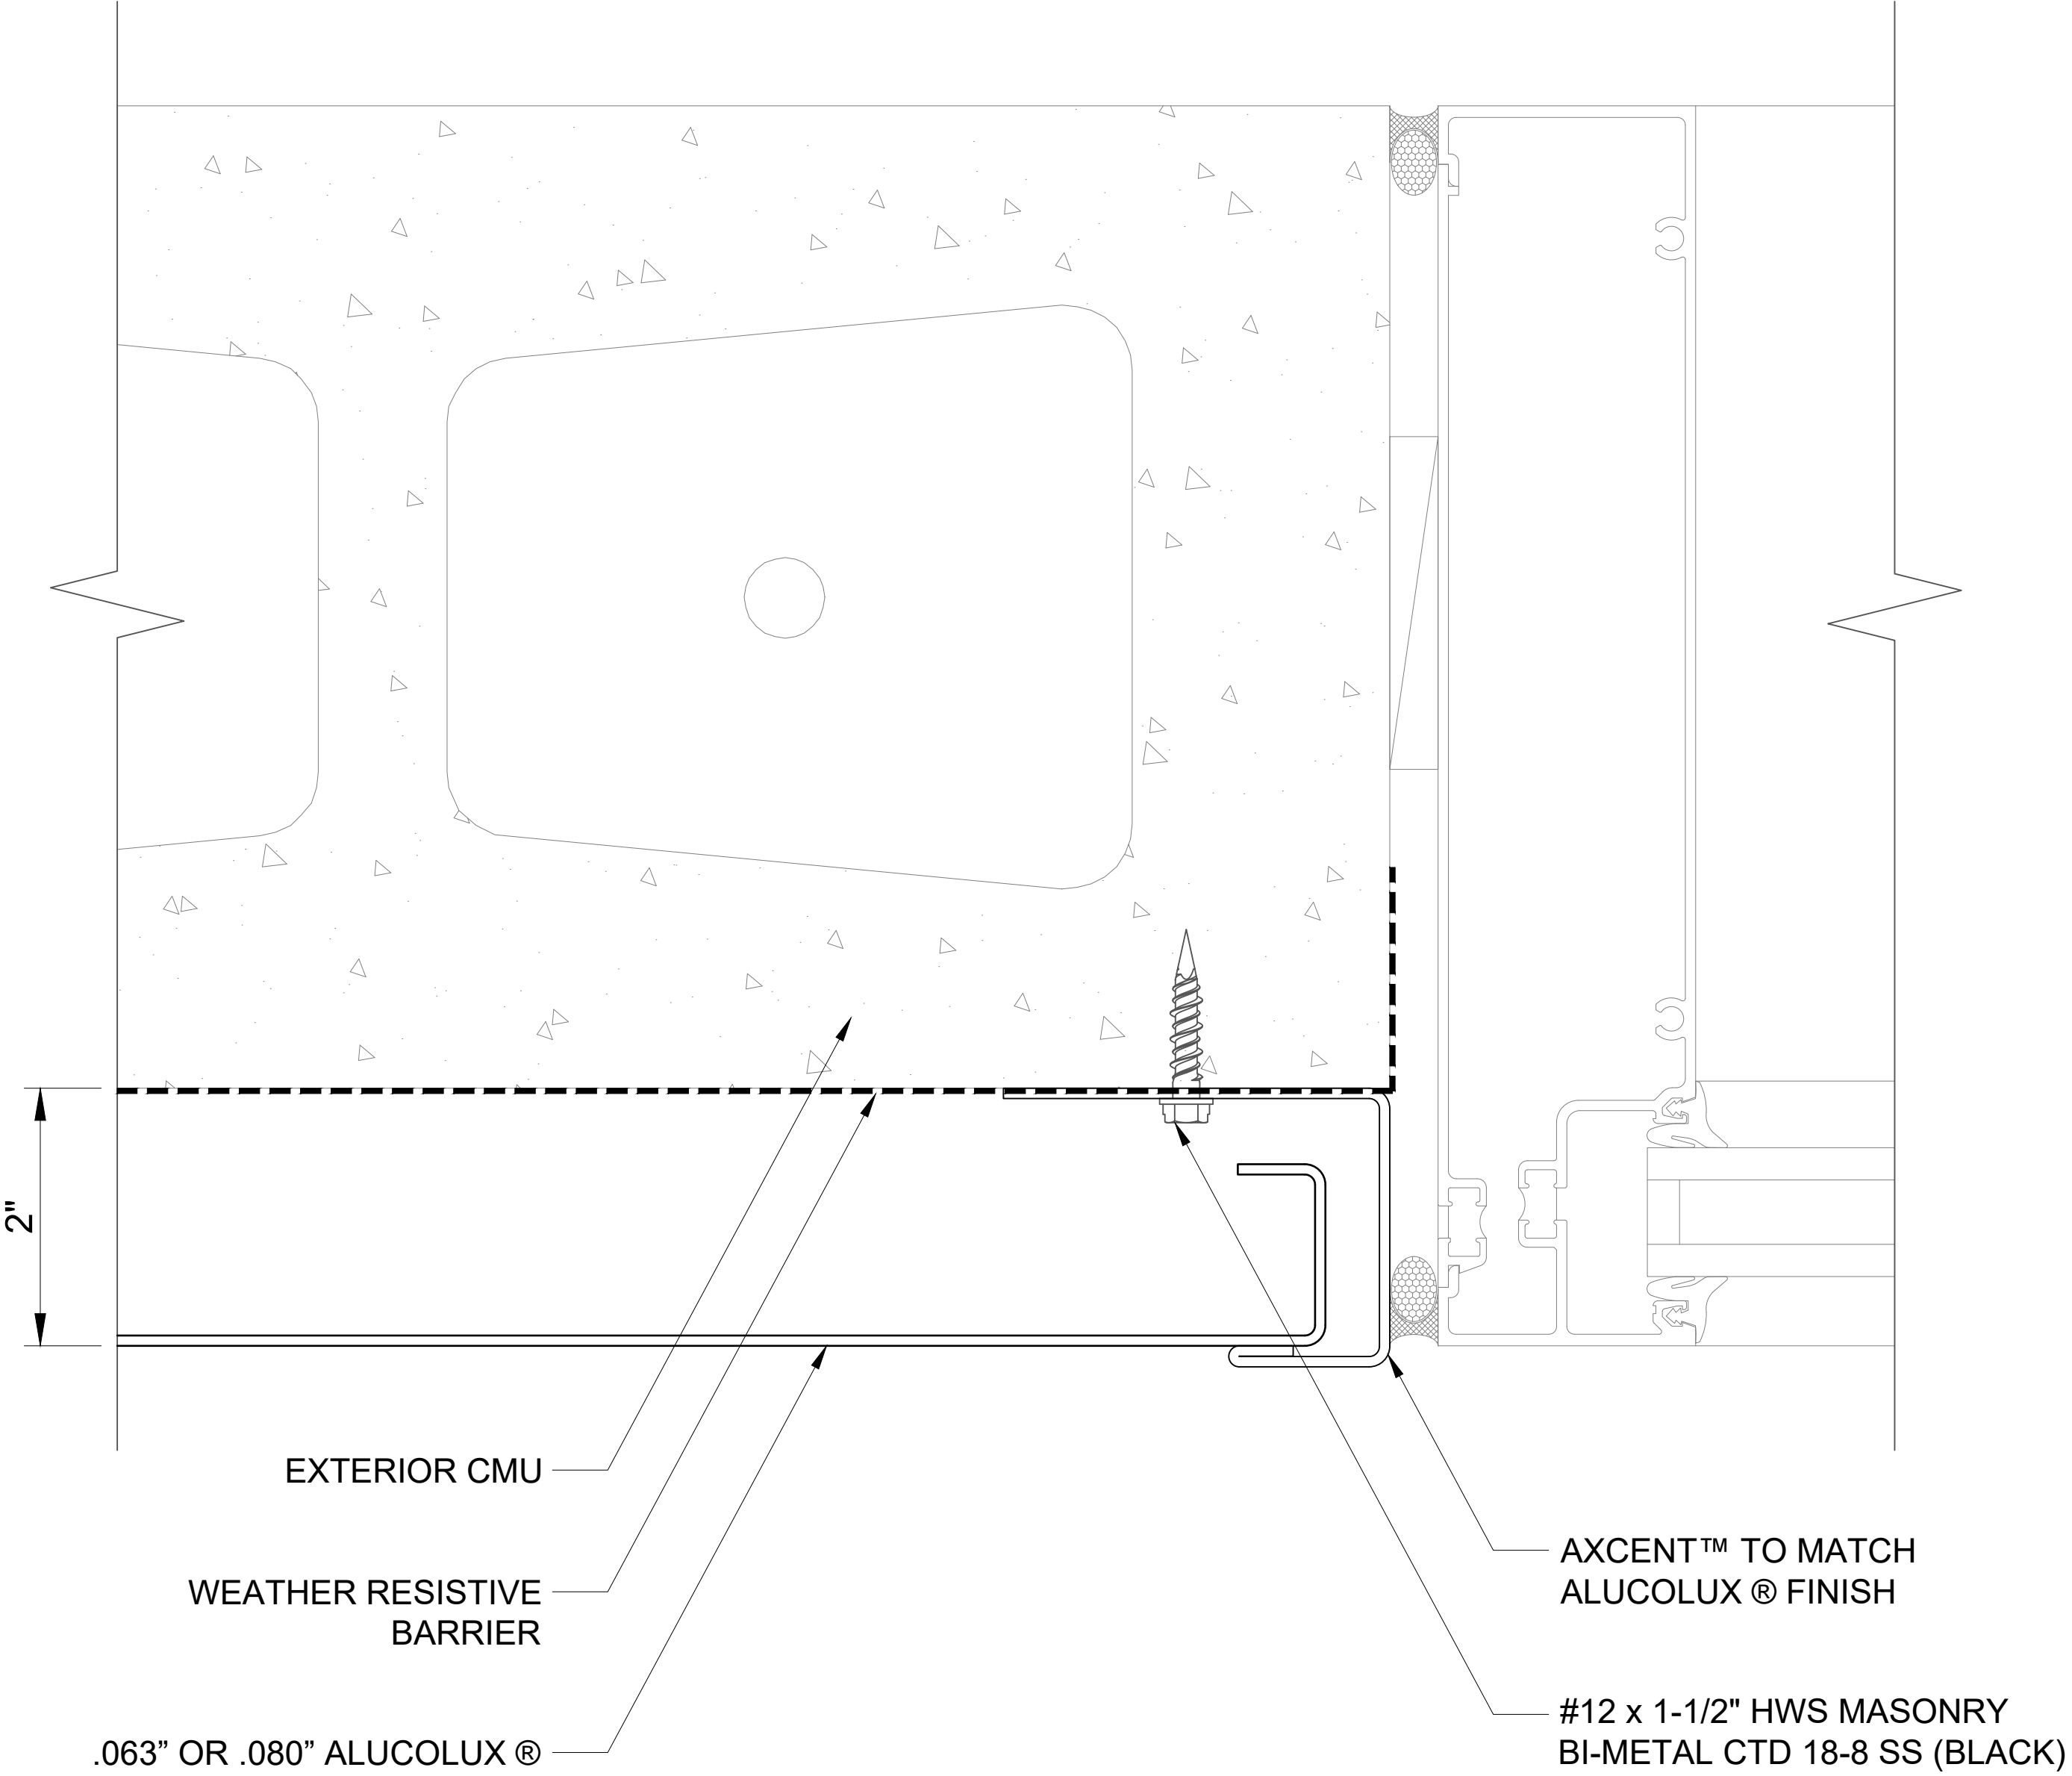 2"
EXTERIOR CMU
WEATHER RESISTIVE
BARRIER
.063” OR .080” ALUCOLUX ®
AXCENT™ TO MATCH
ALUCOLUX ® FINISH
#12 x 1-1/2" HWS MASONRY
BI-METAL CTD 18-8 SS (BLACK)